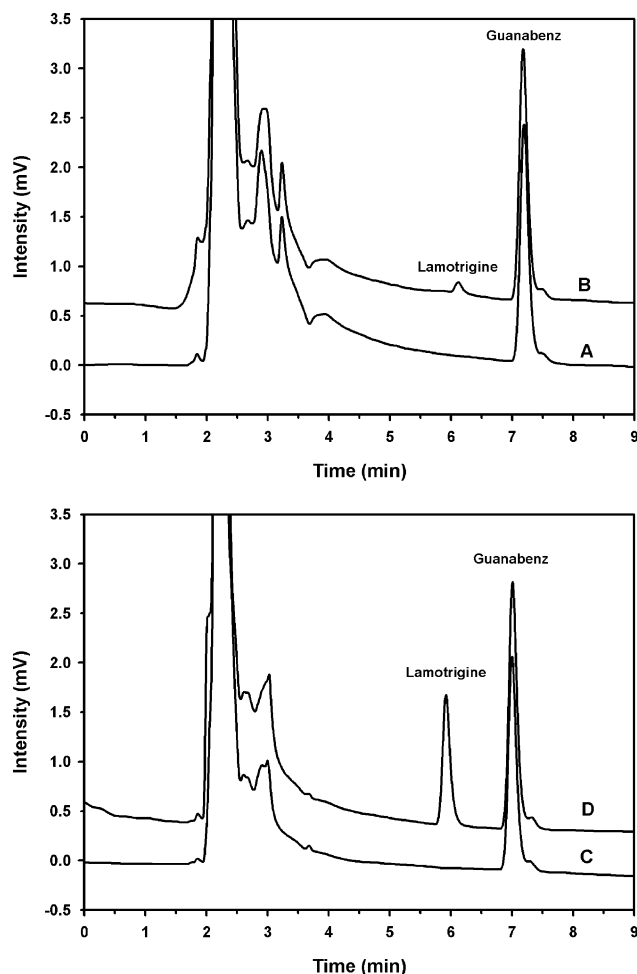 3.5
Guanabenz
3.0
2.5
2.0
Intensity (mV)
1.5
1.0
Lamotrigine
B
0.5
A
0.0
-0.5
0 1 2 3 4 5 6 7 8 9
Time (min)
3.5
3.0
Guanabenz
2.5
2.0
Lamotrigine
Intensity (mV)
1.5
1.0
0.5
D
0.0
C
-0.5
0 1 2 3 4 5 6 7 8 9
Time (min)